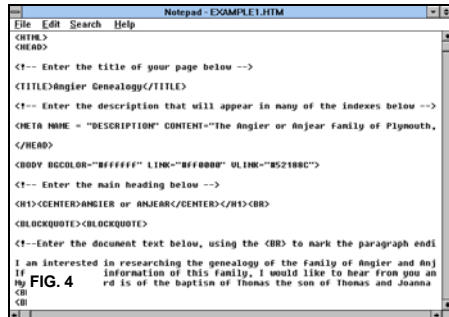 Notepad - EXAMPLE1.HTM
File Edit Search Help
<HTML>
<HEAD>
<!-- Enter the title of your page below -->
<TITLE>Angier Genealogy</TITLE>
<!-- Enter the description that will appear in many of the indexes below -->
<META NAME = "DESCRIPTION" CONTENT="The Angier or Anjear family of Plymouth,
</HEAD>
<BODY BGCOLOR="#ffffff" LINK="#ff0000" VLINK="#52188C">
<!-- Enter the main heading below -->
<H1><CENTER>ANGIER or ANJEAR</CENTER></H1><BR>
<BLOCKQUOTE><BLOCKQUOTE>
<!--Enter the document text below, using the <BR> to mark the paragraph endi
I am interested in researching the genealogy of the family of Angier and Anj
If information of this family, I would like to hear from you an
My rd is of the baptism of Thomas the son of Thomas and Joanna
<B
<B
FIG. 4